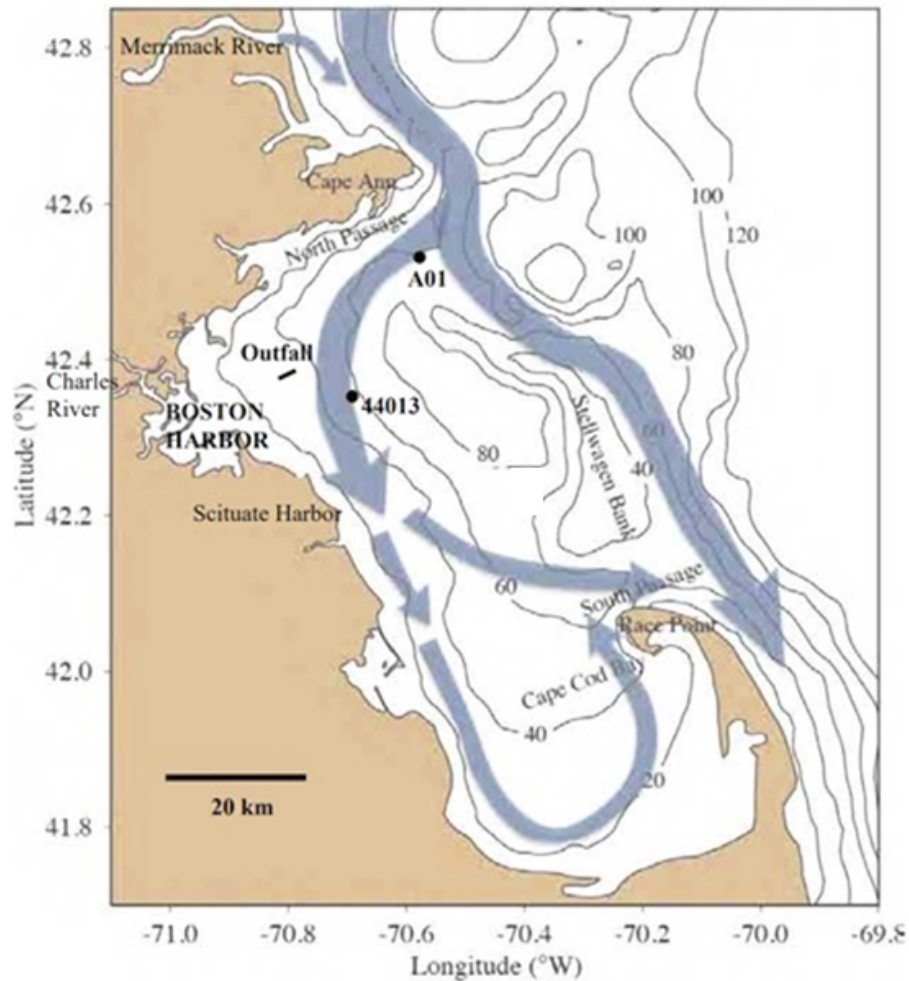 42.8
Merrimack River
Cape Ann
42.6
100
120
100
North Passage
A01
Outfall
42.4
80
Charles
River
44013
BOSTON
HARBOR
60
80
40
Stellwagen Bank
Latitude (°N)
Scituate Harbor
42.2
60
South Passage
Race Point
42.0
Cape Cod Bay
40
20
20 km
41.8
-71.0
-70.8
-70.6
-70.4
-70.2
-70.0
-69.8
Longitude (°W)